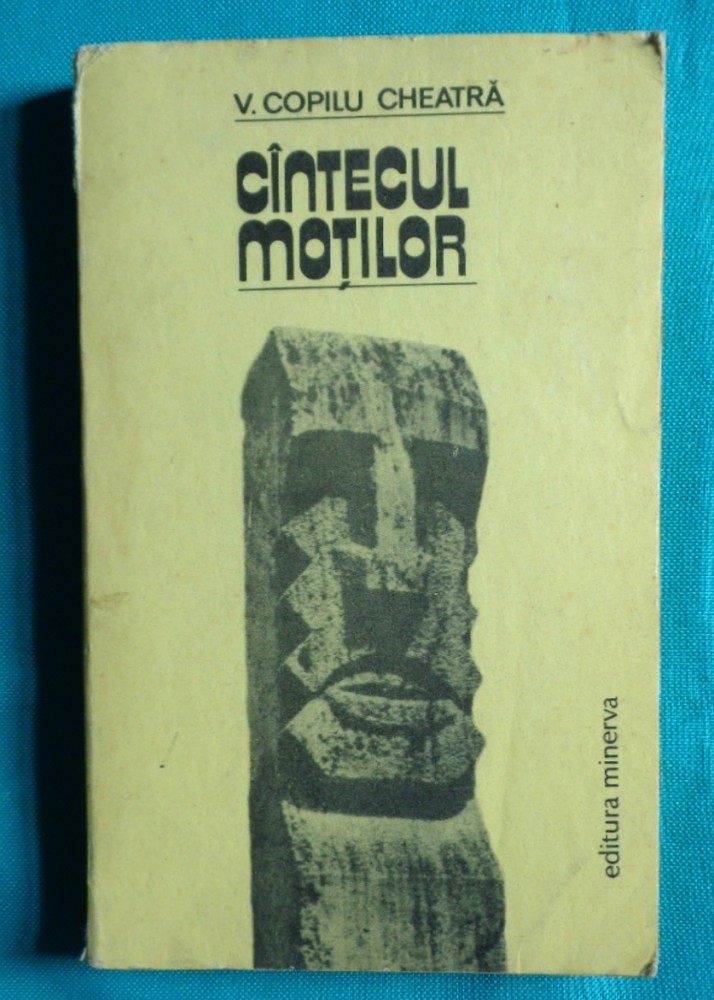 V. COPILU CHEATRĂ
CÎNTECUL
MOȚILOR
editura minerva